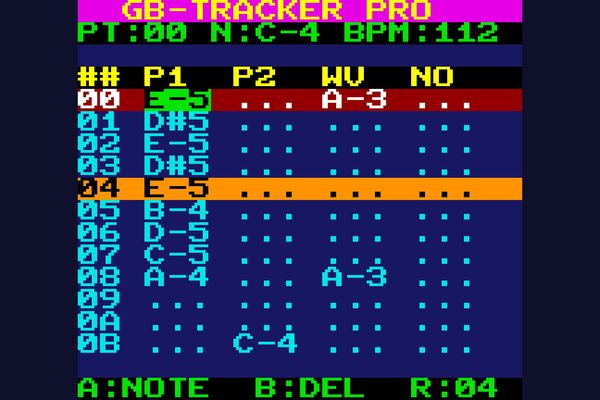 GB-TRACKER PRO
PT:00 N:C-4 BPM:112
## P1 P2 WV NO
00 E-5 ... A-3 ...
01 D#5 ... ... ...
02 E-5 ... ... ...
03 D#5 ... ... ...
04 E-5 ... ... ...
05 B-4 ... ... ...
06 D-5 ... ... ...
07 C-5 ... ... ...
08 A-4 ... A-3 ...
09 ... ... ... ...
0A ... ... ... ...
0B ... C-4 ... ...
A:NOTE B:DEL R:04